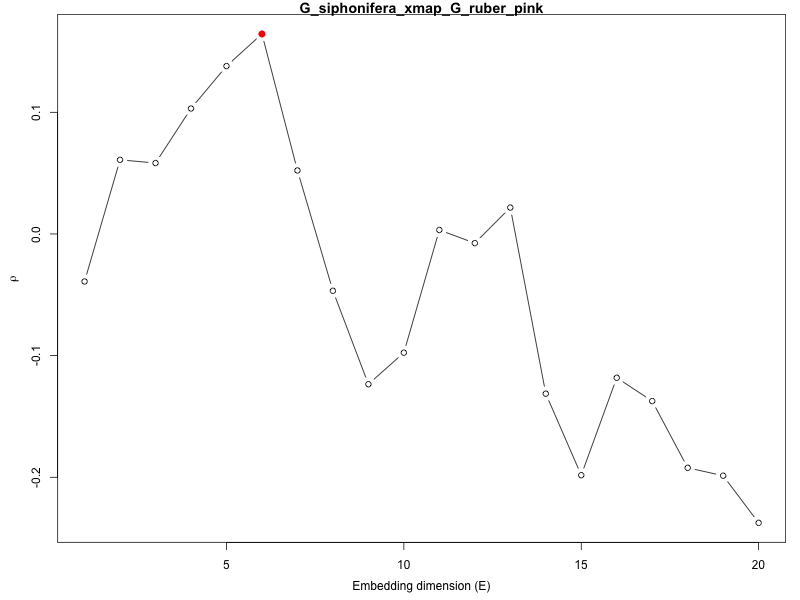 G_siphonifera_xmap_G_ruber_pink
0.1
0.0
-0.1
-0.2
ρ
5 10 15 20
Embedding dimension (E)